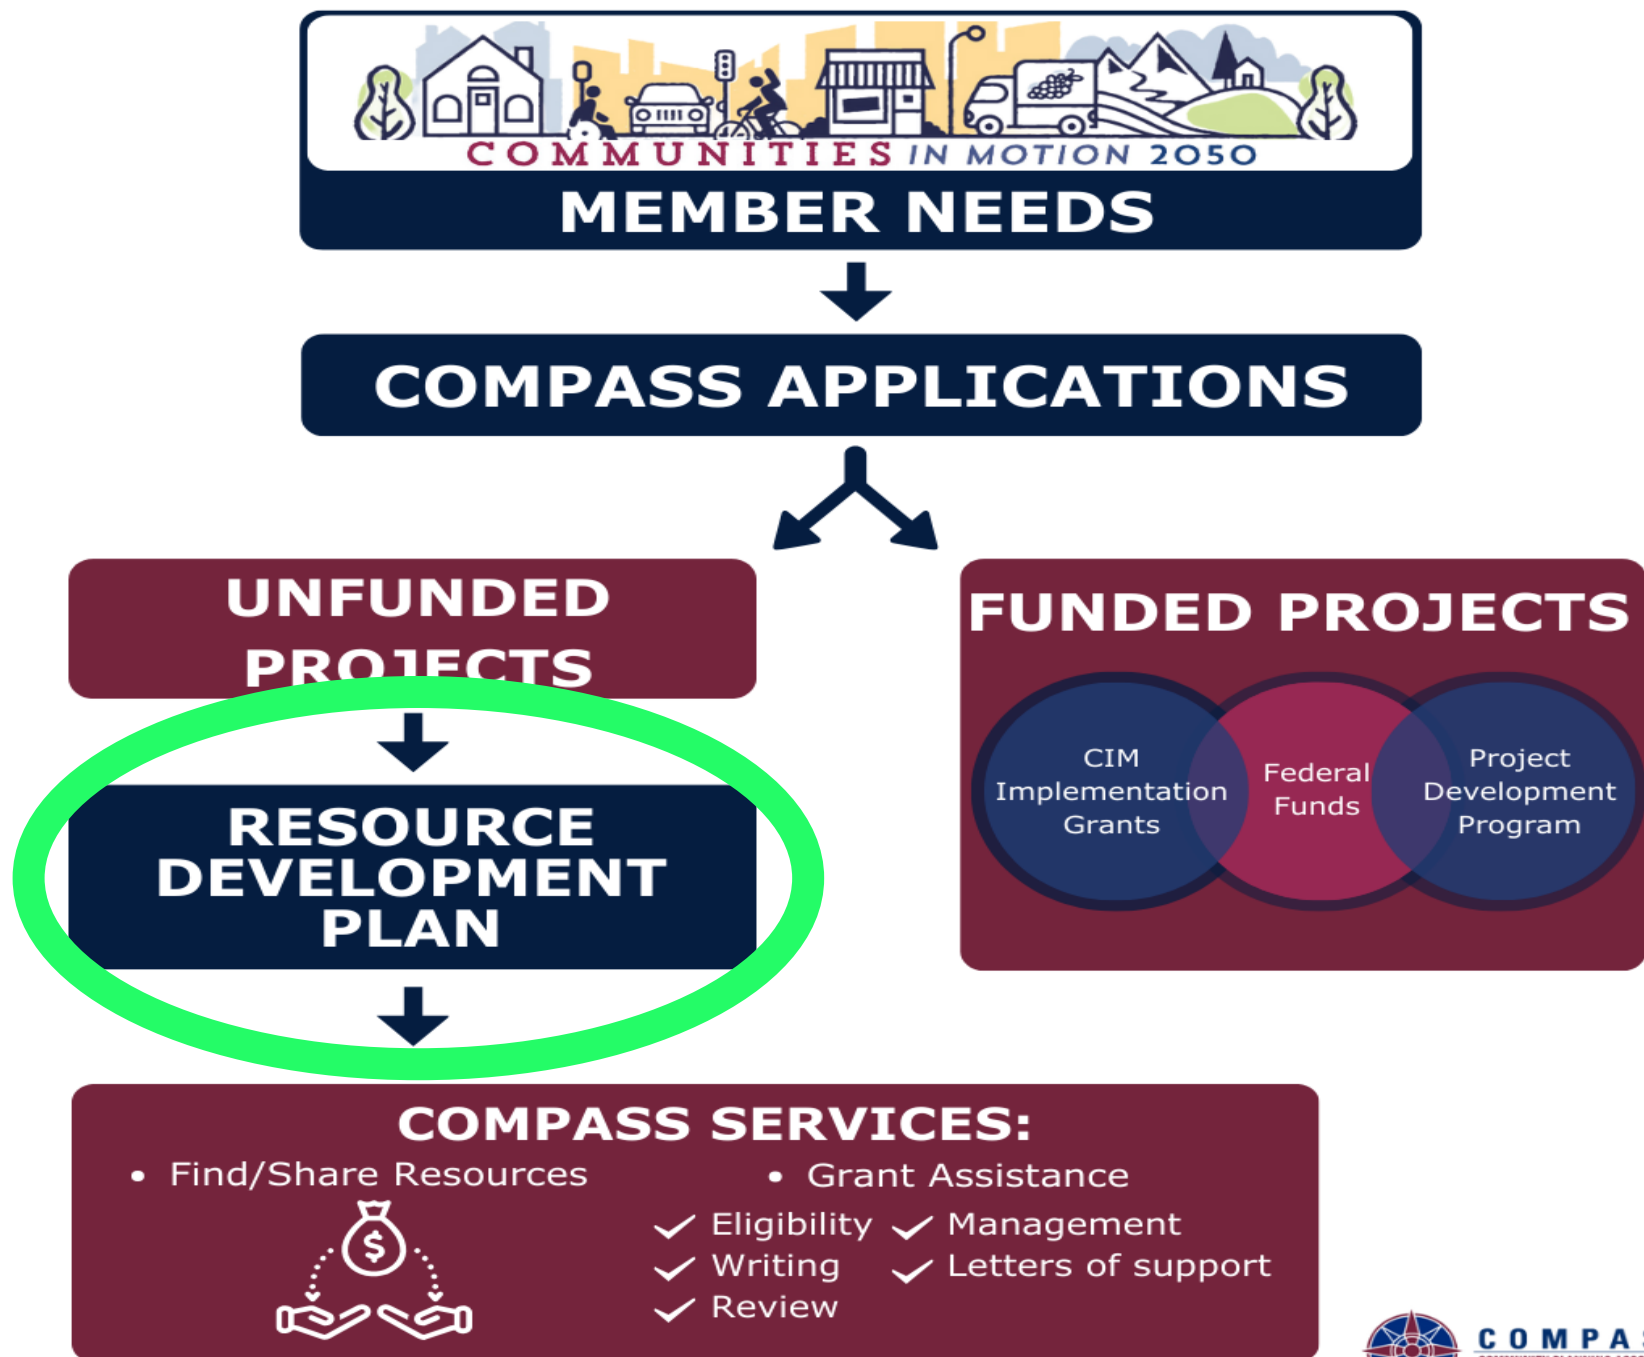 COMMUNITIES IN MOTION 2050
MEMBER NEEDS
COMPASS APPLICATIONS
UNFUNDED
PROJECTS
FUNDED PROJECTS
CIM
Implementation
Grants
Federal
Funds
Project
Development
Program
RESOURCE
DEVELOPMENT
PLAN
COMPASS SERVICES:
• Find/Share Resources
$
• Grant Assistance
✓ Eligibility ✓ Management
✓ Writing ✓ Letters of support
✓ Review
COMPAS